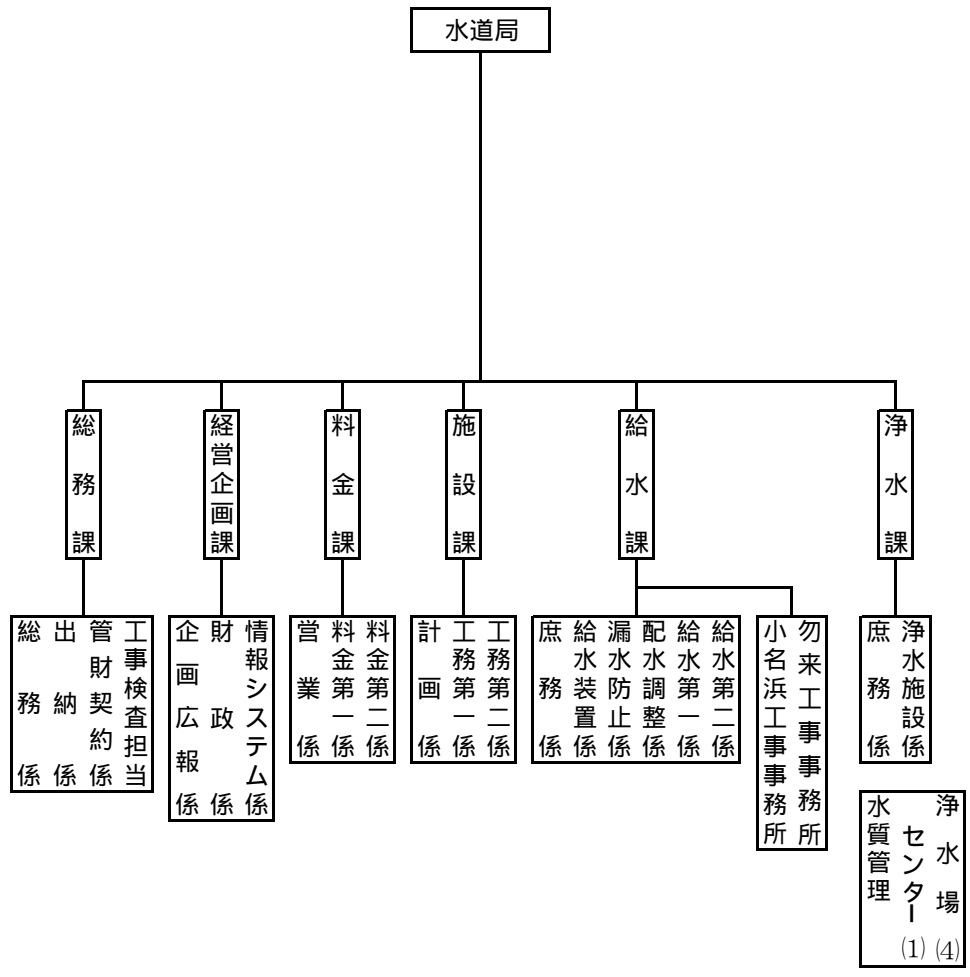 水道局
総務課
経営企画課
料金課
施設課
給水課
浄水課
総務係
出納係
管財契約係
工事検査担当
企画広報係
財政係
情報システム係
営業係
料金第一係
料金第二係
計画係
工務第一係
工務第二係
庶務係
給水装置係
漏水防止係
配水調整係
給水第一係
給水第二係
小名浜工事事務所
勿来工事事務所
庶務係
浄水施設係
水質管理
センター⑴
浄水場⑷